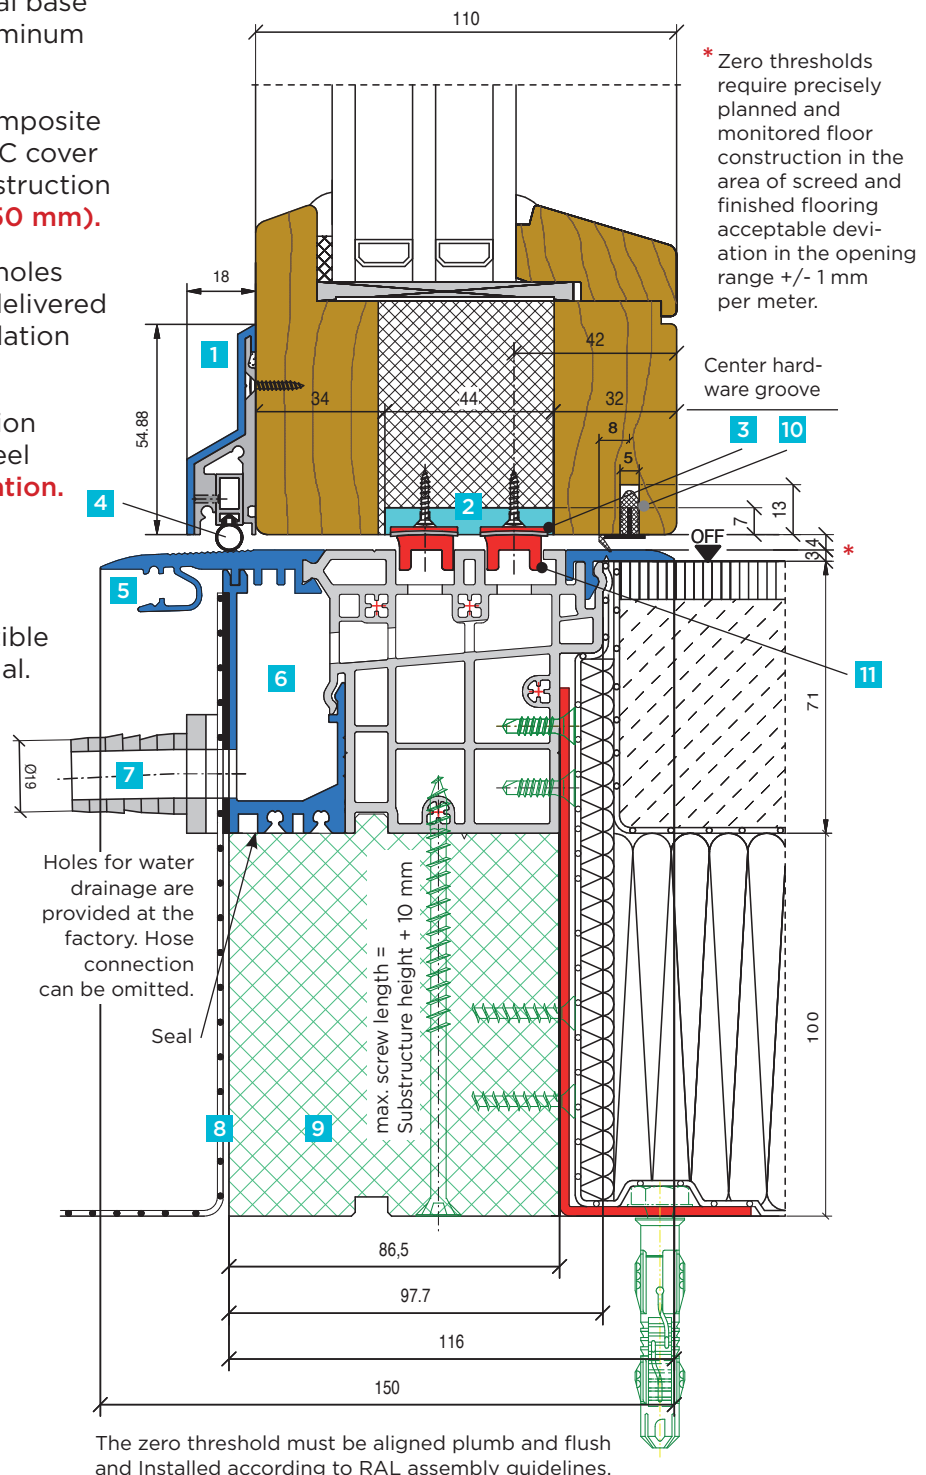 al base
minum
mposite
C cover
struction
50 mm).
holes
delivered
lation
ion
eel
ation.
tible
al.
110
* Zero thresholds
require precisely
planned and
monitored floor
construction in the
area of screed and
finished flooring
acceptable devi-
ation in the opening
range +/- 1 mm
per meter.
18
1
54.88
42
Center hard-
ware groove
34
44
32
3
10
8
5
4
2
13
7
OFF
4
3
*
5
6
11
71
7
Ø19
Holes for water
drainage are
provided at the
factory. Hose
connection
can be omitted.
Seal
max. screw length =
Substructure height + 10 mm
100
8
9
86,5
97.7
116
150
The zero threshold must be aligned plumb and flush
and Installed according to RAL assembly guidelines.